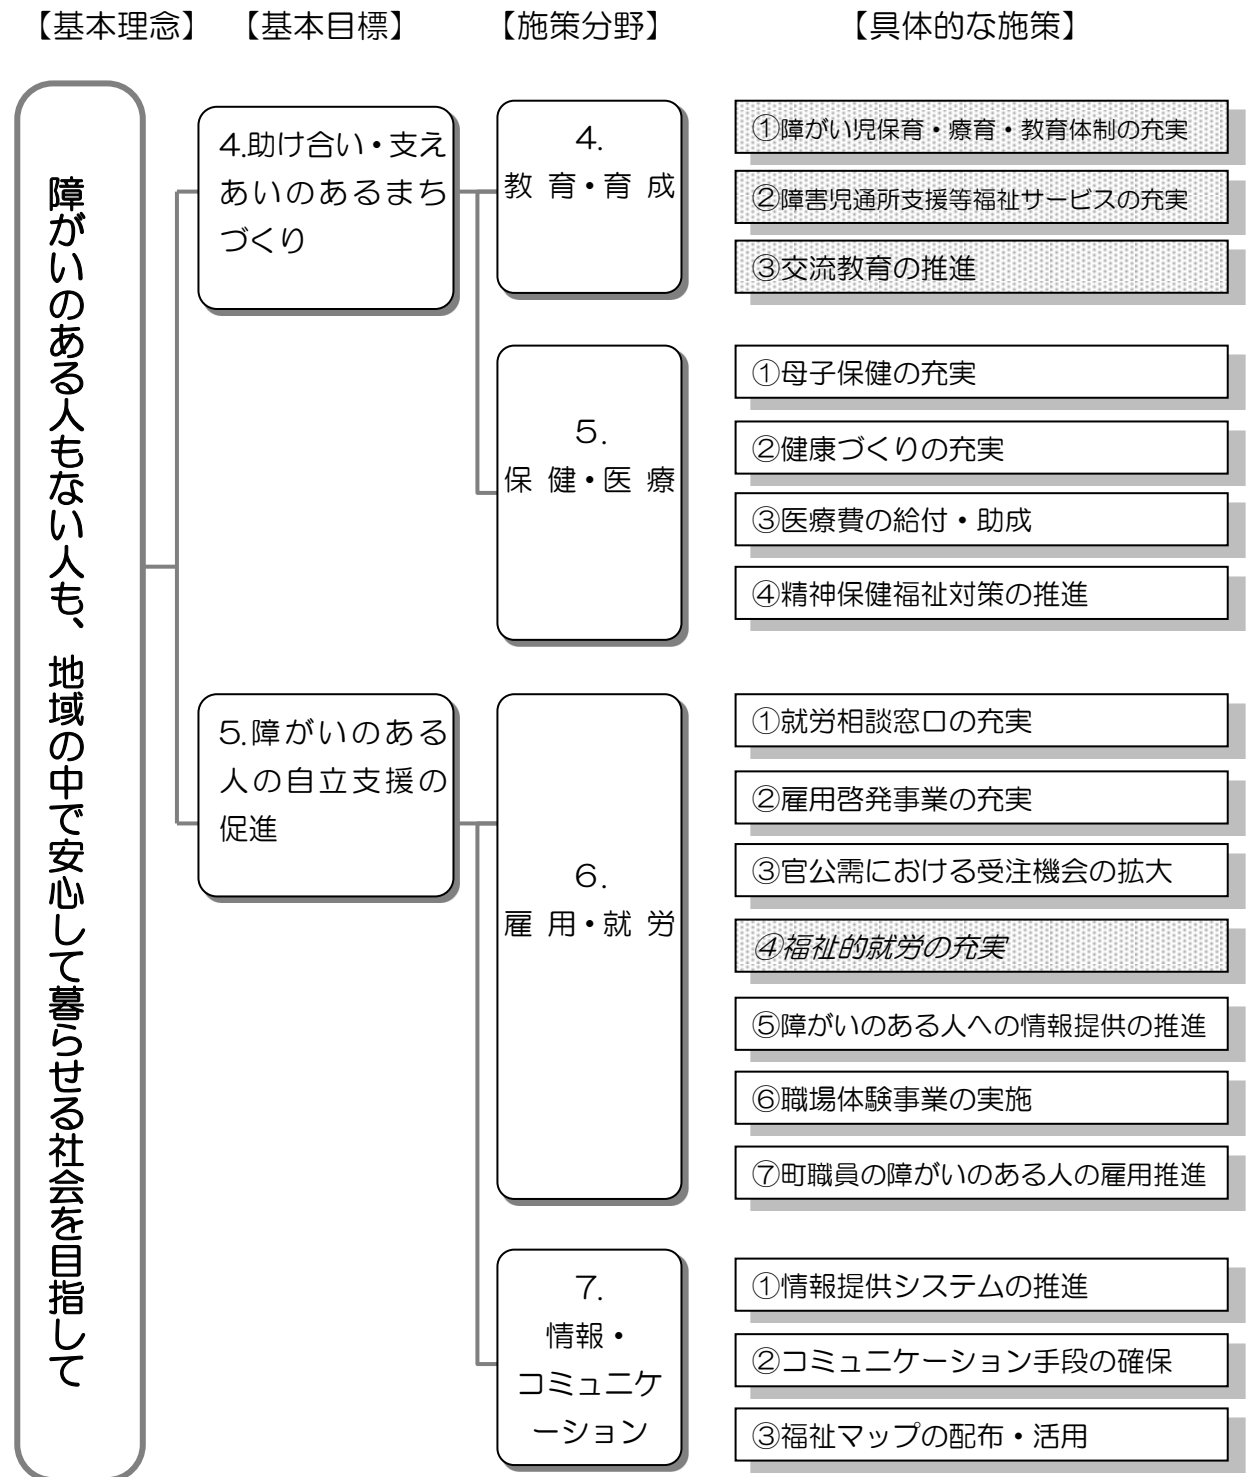 【基本理念】 【基本目標】 【施策分野】 【具体的な施策】
障がいのある人もない人も、地域の中で安心して暮らせる社会を目指して
4.助け合い・支え
あいのあるまち
づくり
4.
教育・育成
①障がい児保育・療育・教育体制の充実
②障害児通所支援等福祉サービスの充実
③交流教育の推進
5.
保健・医療
①母子保健の充実
②健康づくりの充実
③医療費の給付・助成
④精神保健福祉対策の推進
5.障がいのある
人の自立支援の
促進
6.
雇用・就労
①就労相談窓口の充実
②雇用啓発事業の充実
③官公需における受注機会の拡大
④福祉的就労の充実
⑤障がいのある人への情報提供の推進
⑥職場体験事業の実施
⑦町職員の障がいのある人の雇用推進
7.
情報・
コミュニケ
ーション
①情報提供システムの推進
②コミュニケーション手段の確保
③福祉マップの配布・活用